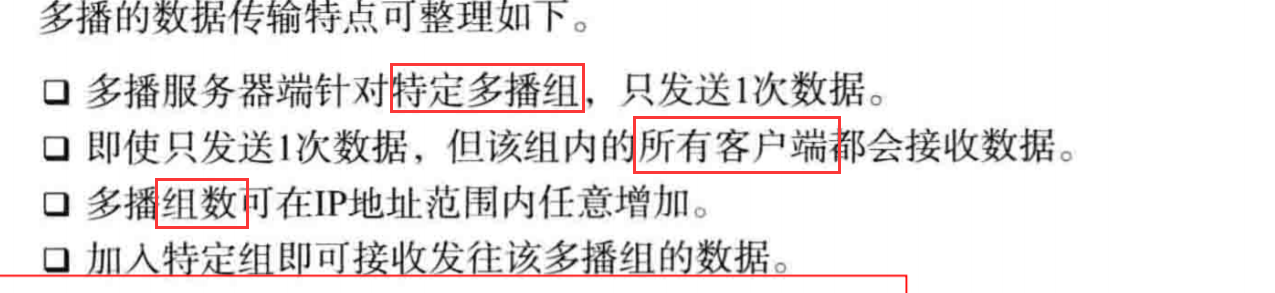 多播的数据传输特点可整理如下。
❑ 多播服务器端针对特定多播组，只发送1次数据。
❑ 即使只发送1次数据，但该组内的所有客户端都会接收数据。
❑ 多播组数可在IP地址范围内任意增加。
❑ 加入特定组即可接收发往该多播组的数据。